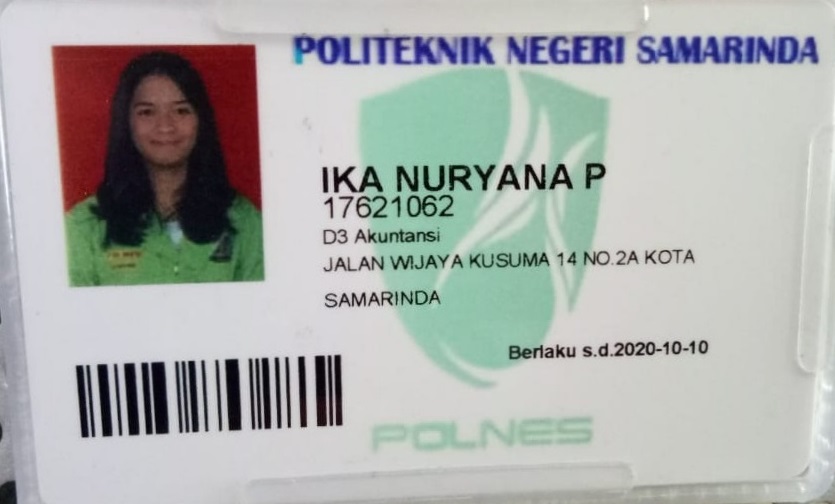 POLITEKNIK NEGERI SAMARINDA
IKA NURYANA P
17621062
D3 Akuntansi
JALAN WIJAYA KUSUMA 14 NO.2A KOTA
SAMARINDA
Berlaku s.d.2020-10-10
POLNES